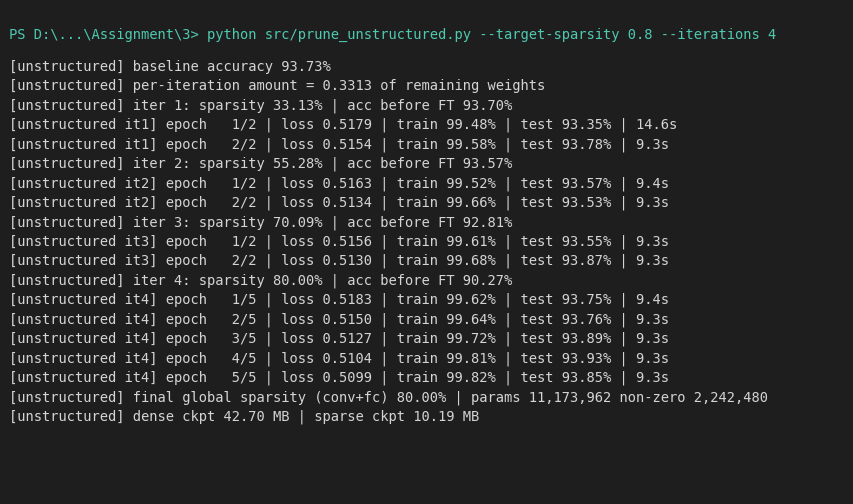 PS D:\...\Assignment\3> python src/prune_unstructured.py --target-sparsity 0.8 --iterations 4
[unstructured] baseline accuracy 93.73%
[unstructured] per-iteration amount = 0.3313 of remaining weights
[unstructured] iter 1: sparsity 33.13% | acc before FT 93.70%
[unstructured it1] epoch   1/2 | loss 0.5179 | train 99.48% | test 93.35% | 14.6s
[unstructured it1] epoch   2/2 | loss 0.5154 | train 99.58% | test 93.78% | 9.3s
[unstructured] iter 2: sparsity 55.28% | acc before FT 93.57%
[unstructured it2] epoch   1/2 | loss 0.5163 | train 99.52% | test 93.57% | 9.4s
[unstructured it2] epoch   2/2 | loss 0.5134 | train 99.66% | test 93.53% | 9.3s
[unstructured] iter 3: sparsity 70.09% | acc before FT 92.81%
[unstructured it3] epoch   1/2 | loss 0.5156 | train 99.61% | test 93.55% | 9.3s
[unstructured it3] epoch   2/2 | loss 0.5130 | train 99.68% | test 93.87% | 9.3s
[unstructured] iter 4: sparsity 80.00% | acc before FT 90.27%
[unstructured it4] epoch   1/5 | loss 0.5183 | train 99.62% | test 93.75% | 9.4s
[unstructured it4] epoch   2/5 | loss 0.5150 | train 99.64% | test 93.76% | 9.3s
[unstructured it4] epoch   3/5 | loss 0.5127 | train 99.72% | test 93.89% | 9.3s
[unstructured it4] epoch   4/5 | loss 0.5104 | train 99.81% | test 93.93% | 9.3s
[unstructured it4] epoch   5/5 | loss 0.5099 | train 99.82% | test 93.85% | 9.3s
[unstructured] final global sparsity (conv+fc) 80.00% | params 11,173,962 non-zero 2,242,480
[unstructured] dense ckpt 42.70 MB | sparse ckpt 10.19 MB